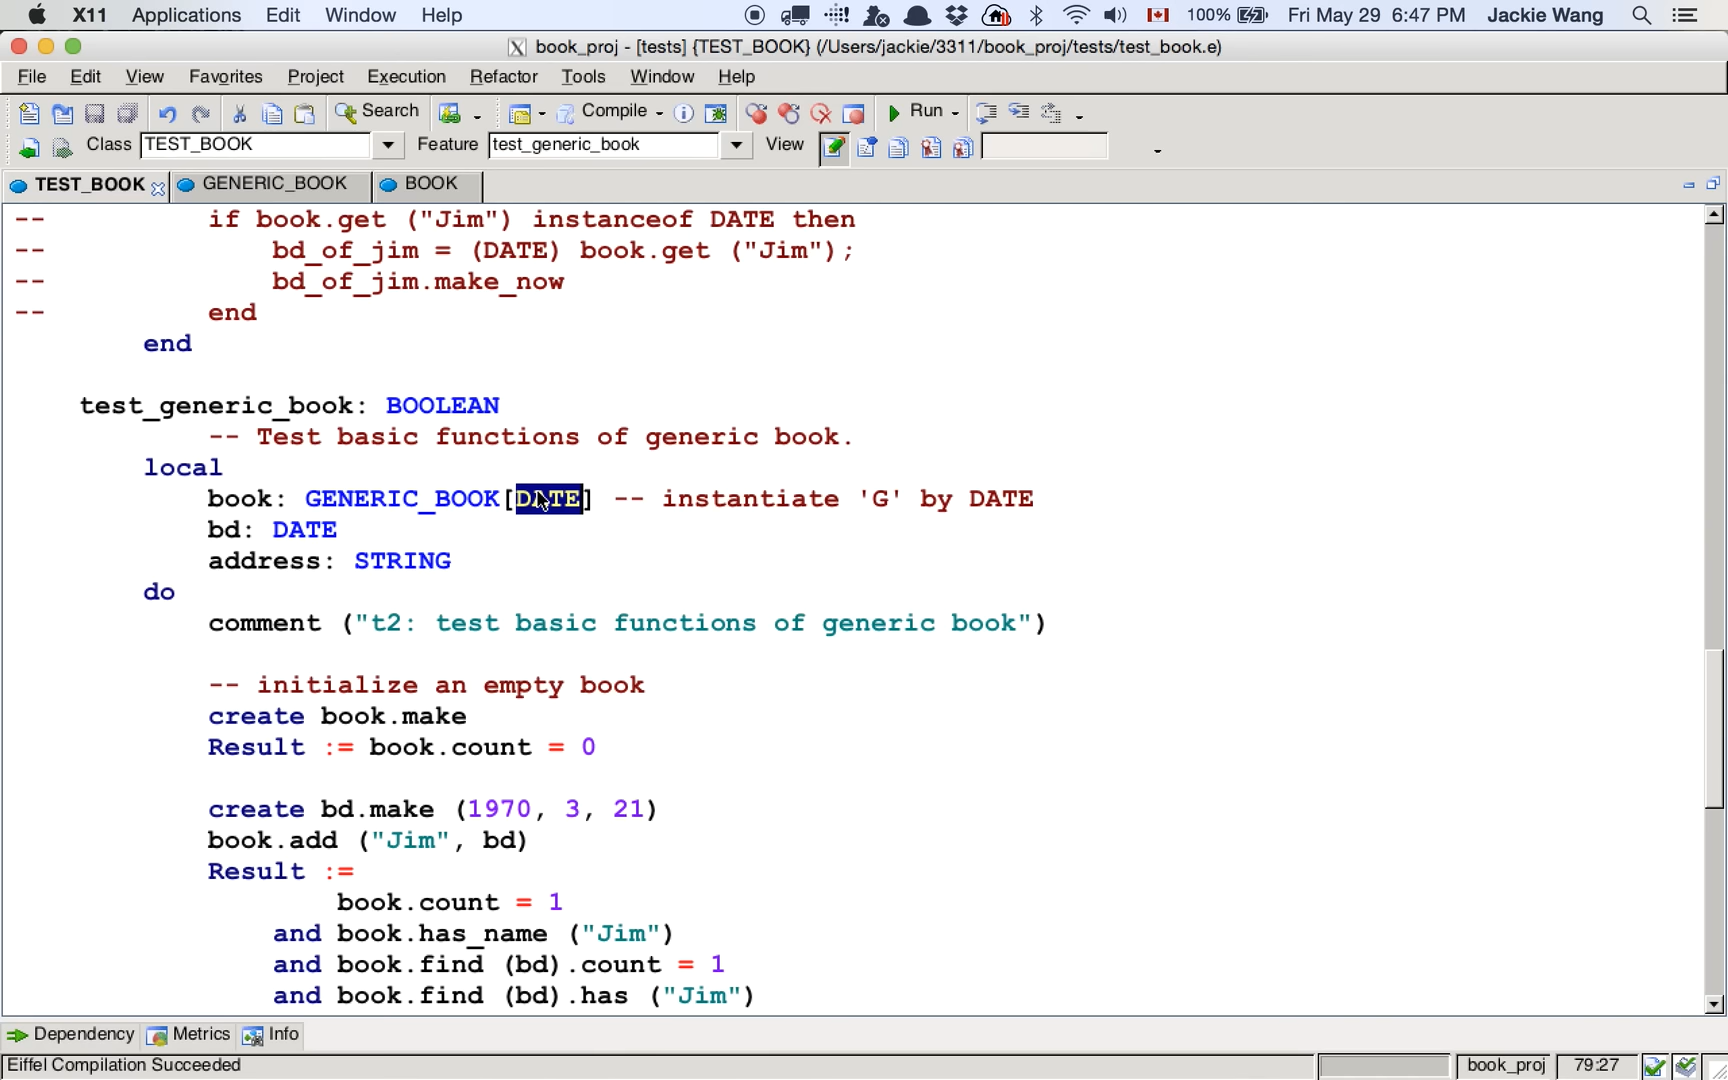 X11 Applications Edit Window Help 100% Fri May 29 6:47 PM Jackie Wang
book_proj - [tests] {TEST_BOOK} (/Users/jackie/3311/book_proj/tests/test_book.e)
File Edit View Favorites Project Execution Refactor Tools Window Help
Search Compile Run
Class TEST_BOOK Feature test_generic_book View
TEST_BOOK GENERIC_BOOK BOOK
-- if book.get ("Jim") instanceof DATE then
-- bd_of_jim = (DATE) book.get ("Jim");
-- bd_of_jim.make_now
-- end
end
test_generic_book: BOOLEAN
-- Test basic functions of generic book.
local
book: GENERIC_BOOK[DATE] -- instantiate 'G' by DATE
bd: DATE
address: STRING
do
comment ("t2: test basic functions of generic book")
-- initialize an empty book
create book.make
Result := book.count = 0
create bd.make (1970, 3, 21)
book.add ("Jim", bd)
Result :=
book.count = 1
and book.has_name ("Jim")
and book.find (bd).count = 1
and book.find (bd).has ("Jim")
Dependency Metrics Info
Eiffel Compilation Succeeded book_proj 79:27